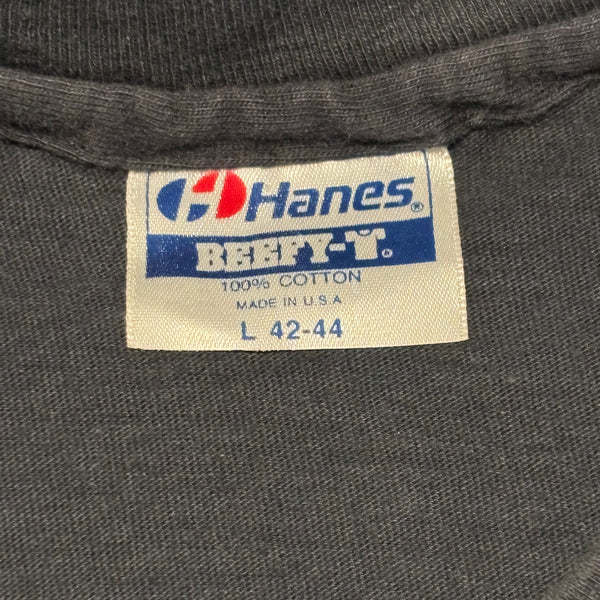 Hanes®
BEEFY-T®
100% COTTON
MADE IN U.S.A
L 42-44